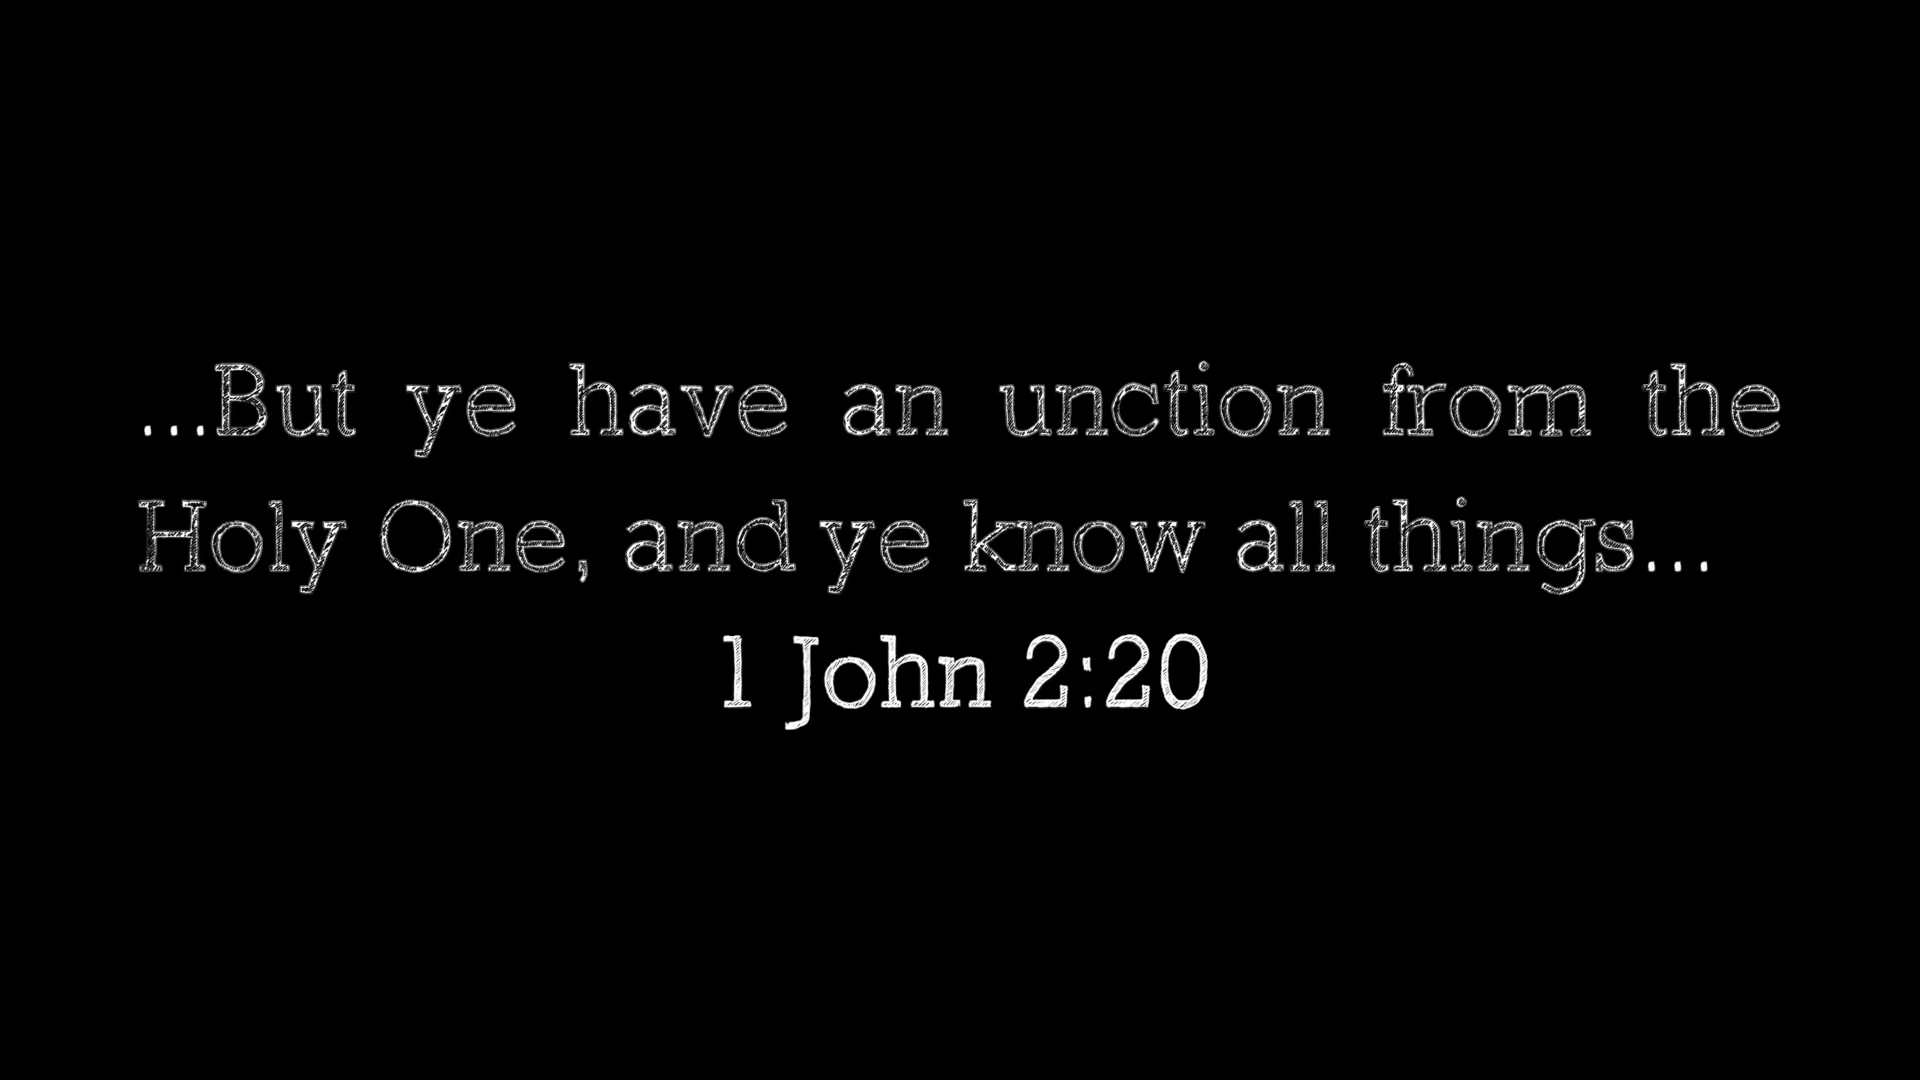 ...But ye have an unction from the
Holy One, and ye know all things...
1 John 2:20